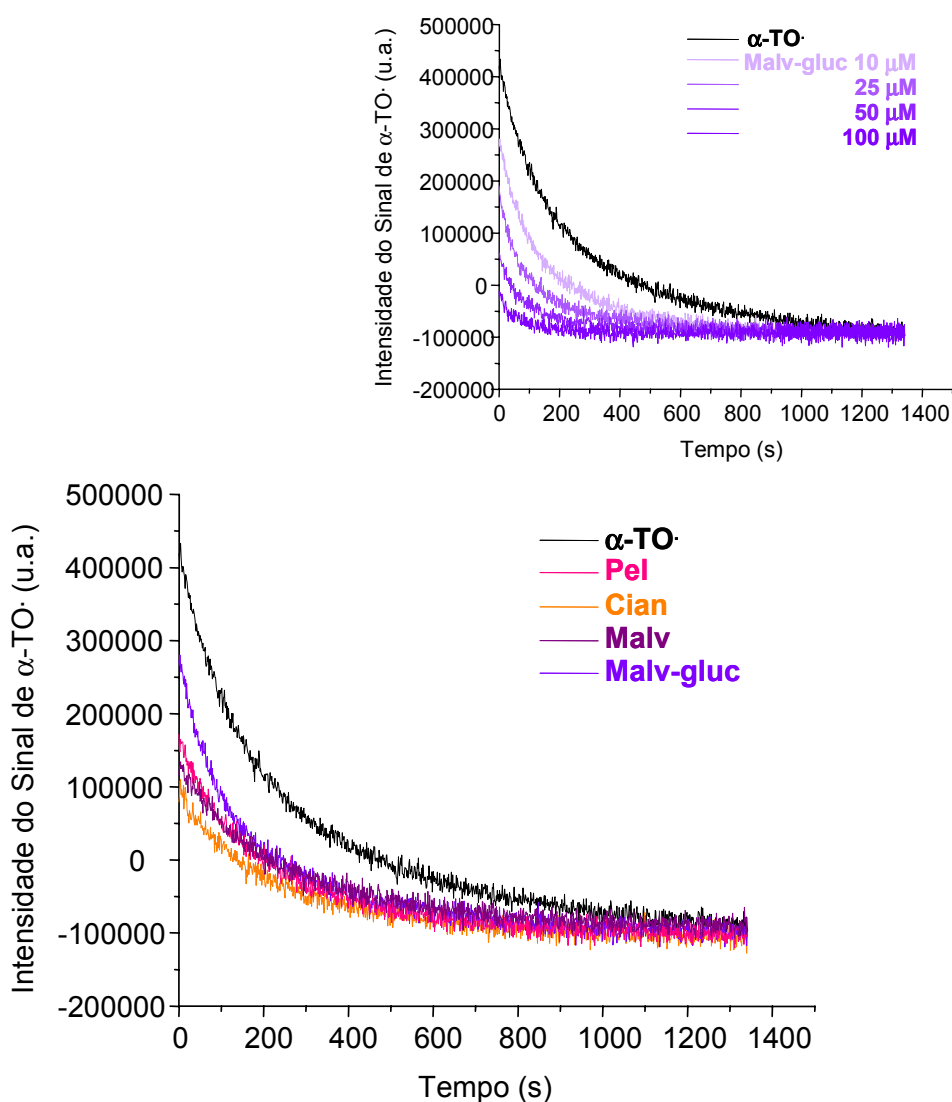 500000
400000
300000
200000
100000
0
-100000
-200000
0 200 400 600 800 1000 1200 1400
Intensidade do Sinal de α-TO· (u.a.)
Tempo (s)
α-TO·
Malv-gluc 10 μM
25 μM
50 μM
100 μM
500000
400000
300000
200000
100000
0
-100000
-200000
0 200 400 600 800 1000 1200 1400
Intensidade do Sinal de α-TO· (u.a.)
Tempo (s)
α-TO·
Pel
Cian
Malv
Malv-gluc